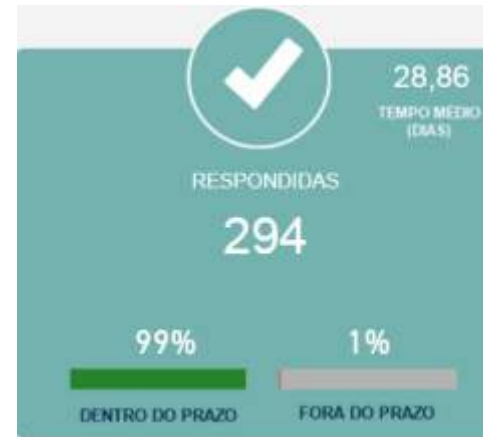 28,86
TEMPO MÉDIO
(DIAS)
RESPONDIDAS
294
99%
1%
DENTRO DO PRAZO
FORA DO PRAZO